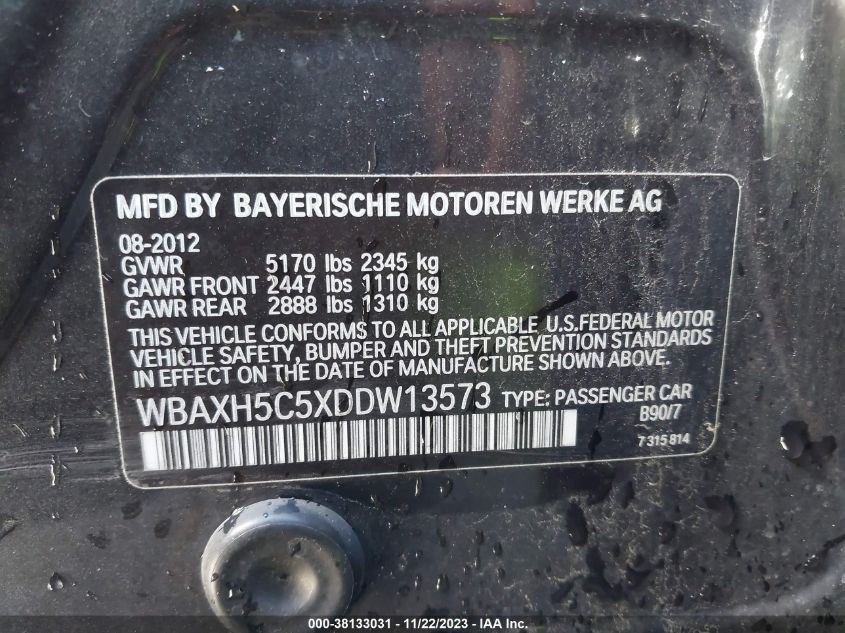 MFD BY BAYERISCHE MOTOREN WERKE AG
08-2012
GVWR 5170 lbs 2345 kg
GAWR FRONT 2447 lbs 1110 kg
GAWR REAR 2888 lbs 1310 kg
THIS VEHICLE CONFORMS TO ALL APPLICABLE U.S.FEDERAL MOTOR
VEHICLE SAFETY, BUMPER AND THEFT PREVENTION STANDARDS
IN EFFECT ON THE DATE OF MANUFACTURE SHOWN ABOVE.
WBAXH5C5XDDW13573 TYPE: PASSENGER CAR
B90/7
7 315 814
000-38133031 - 11/22/2023 - IAA Inc.